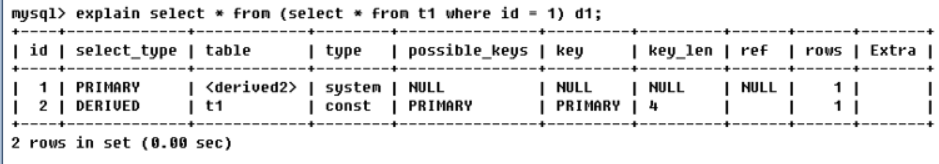 mysql> explain select * from (select * from t1 where id = 1) d1;
+----+-------------+------------+--------+---------------+---------+---------+------+------+-------+
| id | select_type | table | type | possible_keys | key | key_len | ref | rows | Extra |
+----+-------------+------------+--------+---------------+---------+---------+------+------+-------+
| 1 | PRIMARY | <derived2> | system | NULL | NULL | NULL | NULL | 1 | |
| 2 | DERIVED | t1 | const | PRIMARY | PRIMARY | 4 | | 1 | |
+----+-------------+------------+--------+---------------+---------+---------+------+------+-------+
2 rows in set (0.00 sec)